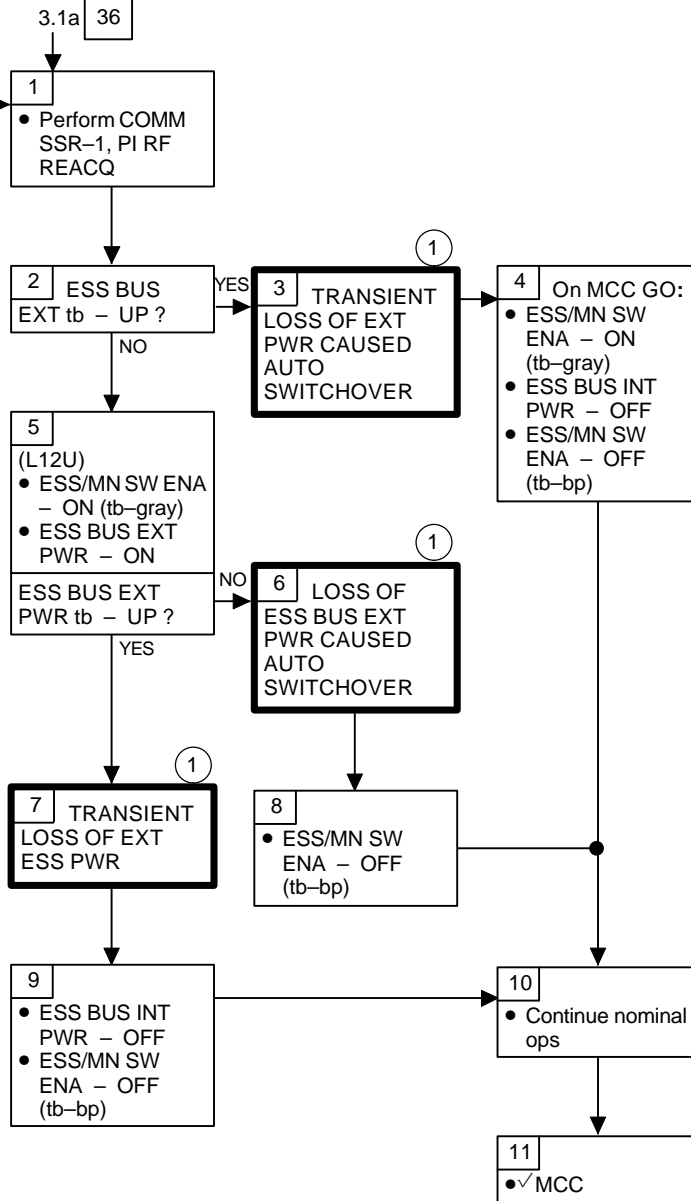 3.1a 36
1
• Perform COMM
SSR–1, PI RF
REACQ
2 ESS BUS
EXT tb – UP ?
YES
NO
1
3 TRANSIENT
LOSS OF EXT
PWR CAUSED
AUTO
SWITCHOVER
4 On MCC GO:
• ESS/MN SW
ENA – ON
(tb–gray)
• ESS BUS INT
PWR – OFF
• ESS/MN SW
ENA – OFF
(tb–bp)
5
(L12U)
• ESS/MN SW ENA
– ON (tb–gray)
• ESS BUS EXT
PWR – ON
ESS BUS EXT
PWR tb – UP ?
NO
YES
1
6 LOSS OF
ESS BUS EXT
PWR CAUSED
AUTO
SWITCHOVER
1
7 TRANSIENT
LOSS OF EXT
ESS PWR
8
• ESS/MN SW
ENA – OFF
(tb–bp)
9
• ESS BUS INT
PWR – OFF
• ESS/MN SW
ENA – OFF
(tb–bp)
10
• Continue nominal
ops
11
• √ MCC